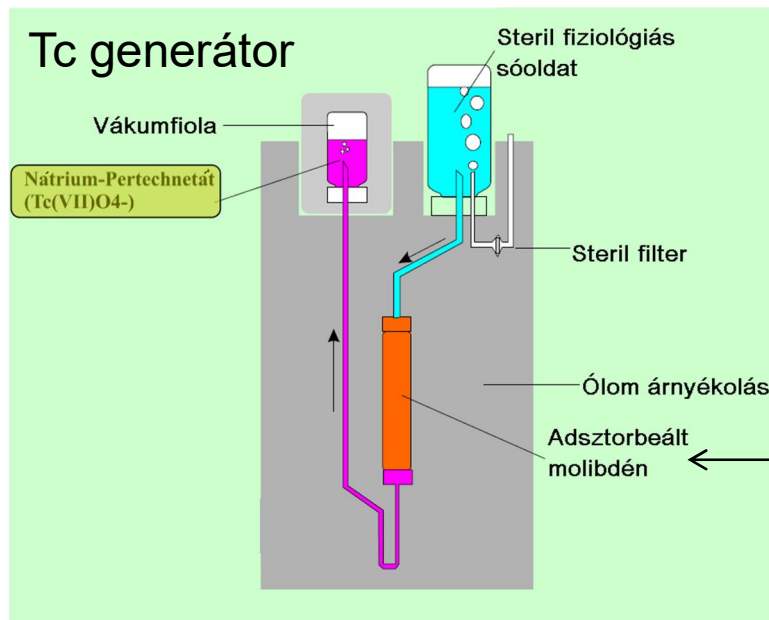 Tc generátor
Steril fiziológiás
sóoldat
Vákumfiola
Nátrium-Pertechnetát
(Tc(VII)O4-)
Steril filter
Ólom árnyékolás
Adsztorbeált
molibdén